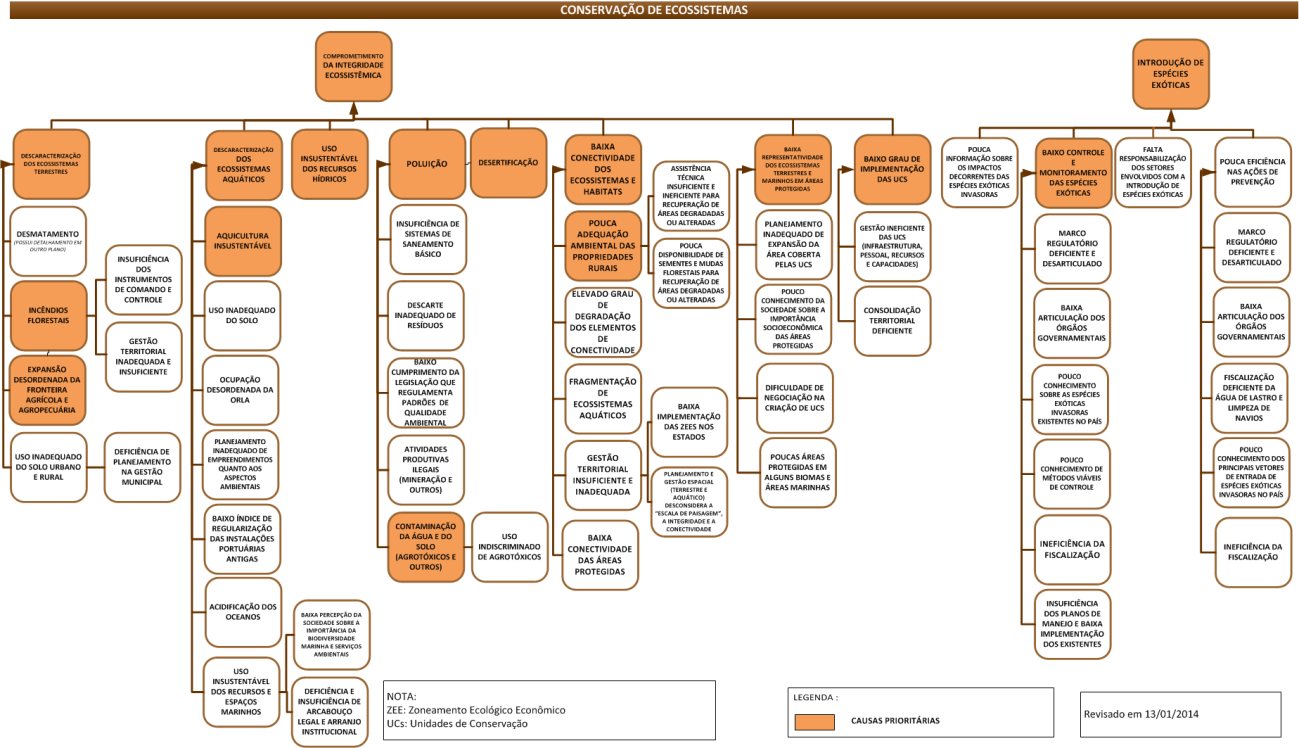 CONSERVAÇÃO DE ECOSSISTEMAS
COMPROMETIMENTO
DA INTEGRIDADE
ECOSSISTÊMICA
INTRODUÇÃO DE
ESPÉCIES
EXÓTICAS
DESCARACTERIZAÇÃO
DOS ECOSSISTEMAS
TERRESTRES
DESMATAMENTO
(POSSUI DETALHAMENTO EM
OUTRO PLANO)
INCÊNDIOS
FLORESTAIS
INSUFICIÊNCIA
DOS
INSTRUMENTOS
DE COMANDO E
CONTROLE
GESTÃO
TERRITORIAL
INADEQUADA E
INSUFICIENTE
EXPANSÃO
DESORDENADA DA
FRONTEIRA
AGRÍCOLA E
AGROPECUÁRIA
USO INADEQUADO
DO SOLO URBANO
E RURAL
DEFICIÊNCIA DE
PLANEJAMENTO
NA GESTÃO
MUNICIPAL
DESCARACTERIZAÇÃO
DOS
ECOSSISTEMAS
AQUÁTICOS
AQUICULTURA
INSUSTENTÁVEL
USO INADEQUADO
DO SOLO
OCUPAÇÃO
DESORDENADA DA
ORLA
PLANEJAMENTO
INADEQUADO DE
EMPREENDIMENTOS
QUANTO AOS
ASPECTOS
AMBIENTAIS
BAIXO ÍNDICE DE
REGULARIZAÇÃO
DAS INSTALAÇÕES
PORTUÁRIAS
ANTIGAS
ACIDIFICAÇÃO DOS
OCEANOS
USO
INSUSTENTÁVEL
DOS RECURSOS E
ESPAÇOS
MARINHOS
BAIXA PERCEPÇÃO DA
SOCIEDADE SOBRE A
IMPORTÂNCIA DA
BIODIVERSIDADE
MARINHA E SERVIÇOS
AMBIENTAIS
DEFICIÊNCIA E
INSUFICIÊNCIA DE
ARCABOUÇO
LEGAL E ARRANJO
INSTITUCIONAL
USO
INSUSTENTÁVEL
DOS RECURSOS
HÍDRICOS
POLUIÇÃO
INSUFICIÊNCIA DE
SISTEMAS DE
SANEAMENTO
BÁSICO
DESCARTE
INADEQUADO DE
RESÍDUOS
BAIXO
CUMPRIMENTO DA
LEGISLAÇÃO QUE
REGULAMENTA
PADRÕES DE
QUALIDADE
AMBIENTAL
ATIVIDADES
PRODUTIVAS
ILEGAIS
(MINERAÇÃO E
OUTROS)
CONTAMINAÇÃO
DA ÁGUA E DO
SOLO
(AGROTÓXICOS E
OUTROS)
USO
INDISCRIMINADO
DE AGROTÓXICOS
DESERTIFICAÇÃO
BAIXA
CONECTIVIDADE
DOS
ECOSSISTEMAS E
HABITATS
POUCA
ADEQUAÇÃO
AMBIENTAL DAS
PROPRIEDADES
RURAIS
ASSISTÊNCIA
TÉCNICA
INSUFICIENTE E
INEFICIENTE PARA
RECUPERAÇÃO DE
ÁREAS DEGRADADAS
OU ALTERADAS
POUCA
DISPONIBILIDADE DE
SEMENTES E MUDAS
FLORESTAIS PARA
RECUPERAÇÃO DE
ÁREAS DEGRADADAS
OU ALTERADAS
ELEVADO GRAU
DE
DEGRADAÇÃO
DOS ELEMENTOS
DE
CONECTIVIDADE
FRAGMENTAÇÃO
DE
ECOSSISTEMAS
AQUÁTICOS
GESTÃO
TERRITORIAL
INSUFICIENTE E
INADEQUADA
BAIXA
IMPLEMENTAÇÃO
DAS ZEES NOS
ESTADOS
PLANEJAMENTO E
GESTÃO ESPACIAL
(TERRESTRE E
AQUÁTICO)
DESCONSIDERA A
"ESCALA DE PAISAGEM",
A INTEGRIDADE E A
CONECTIVIDADE
BAIXA
CONECTIVIDADE
DAS ÁREAS
PROTEGIDAS
BAIXA
REPRESENTATIVIDADE
DOS ECOSSISTEMAS
TERRESTRES E
MARINHOS EM ÁREAS
PROTEGIDAS
PLANEJAMENTO
INADEQUADO DE
EXPANSÃO DA
ÁREA COBERTA
PELAS UCS
POUCO
CONHECIMENTO DA
SOCIEDADE SOBRE A
IMPORTÂNCIA
SOCIOECONÔMICA
DAS ÁREAS
PROTEGIDAS
DIFICULDADE DE
NEGOCIAÇÃO NA
CRIAÇÃO DE UCS
POUCAS ÁREAS
PROTEGIDAS EM
ALGUNS BIOMAS E
ÁREAS MARINHAS
BAIXO GRAU DE
IMPLEMENTAÇÃO
DAS UCS
GESTÃO INEFICIENTE
DAS UCS
(INFRAESTRUTURA,
PESSOAL, RECURSOS
E CAPACIDADES)
CONSOLIDAÇÃO
TERRITORIAL
DEFICIENTE
POUCA
INFORMAÇÃO SOBRE
OS IMPACTOS
DECORRENTES DAS
ESPÉCIES EXÓTICAS
INVASORAS
BAIXO CONTROLE
E
MONITORAMENTO
DAS ESPÉCIES
EXÓTICAS
MARCO
REGULATÓRIO
DEFICIENTE E
DESARTICULADO
BAIXA
ARTICULAÇÃO DOS
ÓRGÃOS
GOVERNAMENTAIS
POUCO
CONHECIMENTO
SOBRE AS ESPÉCIES
EXÓTICAS
INVASORAS
EXISTENTES NO PAÍS
POUCO
CONHECIMENTO DE
MÉTODOS VIÁVEIS
DE CONTROLE
INEFICIÊNCIA DA
FISCALIZAÇÃO
INSUFICIÊNCIA
DOS PLANOS DE
MANEJO E BAIXA
IMPLEMENTAÇÃO
DOS EXISTENTES
FALTA
RESPONSABILIZAÇÃO
DOS SETORES
ENVOLVIDOS COM A
INTRODUÇÃO DE
ESPÉCIES EXÓTICAS
POUCA EFICIÊNCIA
NAS AÇÕES DE
PREVENÇÃO
MARCO
REGULATÓRIO
DEFICIENTE E
DESARTICULADO
BAIXA
ARTICULAÇÃO DOS
ÓRGÃOS
GOVERNAMENTAIS
FISCALIZAÇÃO
DEFICIENTE DA
ÁGUA DE LASTRO E
LIMPEZA DE
NAVIOS
POUCO
CONHECIMENTO DOS
PRINCIPAIS VETORES
DE ENTRADA DE
ESPÉCIES EXÓTICAS
INVASORAS NO PAÍS
INEFICIÊNCIA DA
FISCALIZAÇÃO
NOTA:
ZEE: Zoneamento Ecológico Econômico
UCs: Unidades de Conservação
LEGENDA :
CAUSAS PRIORITÁRIAS
Revisado em 13/01/2014